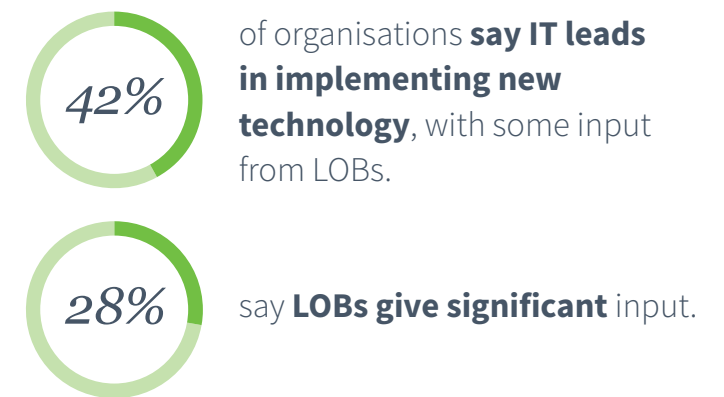 42%
of organisations say IT leads
in implementing new
technology, with some input
from LOBs.
28%
say LOBs give significant input.